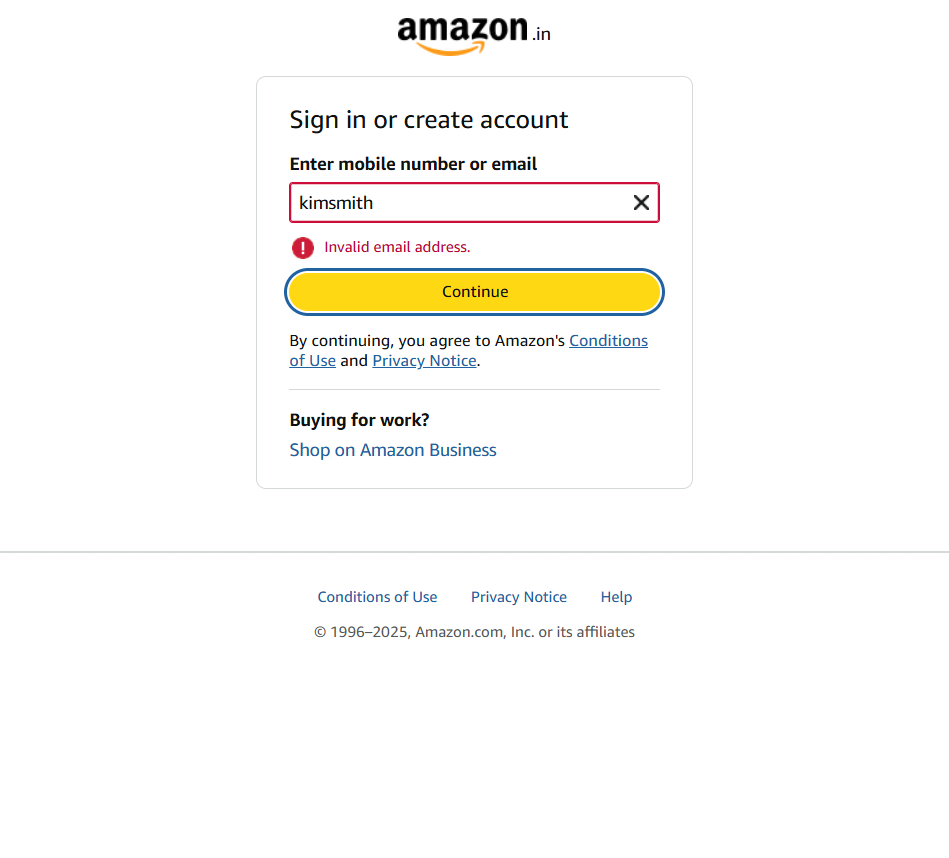 amazon.in
Sign in or create account
Enter mobile number or email
kimsmith
Invalid email address.
Continue
By continuing, you agree to Amazon's Conditions
of Use and Privacy Notice.
Buying for work?
Shop on Amazon Business
Conditions of Use Privacy Notice Help
© 1996–2025, Amazon.com, Inc. or its affiliates